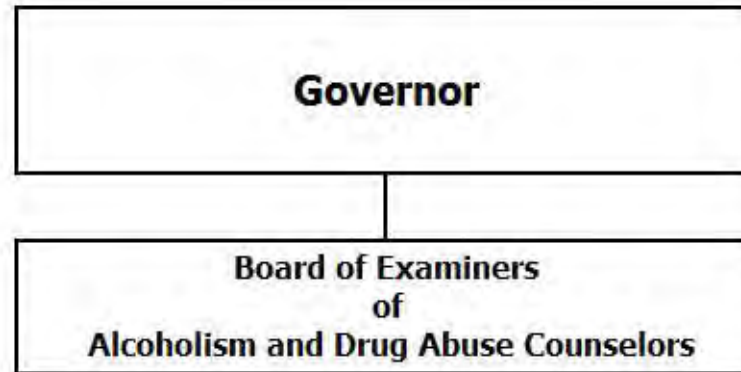 Governor
Board of Examiners
of
Alcoholism and Drug Abuse Counselors